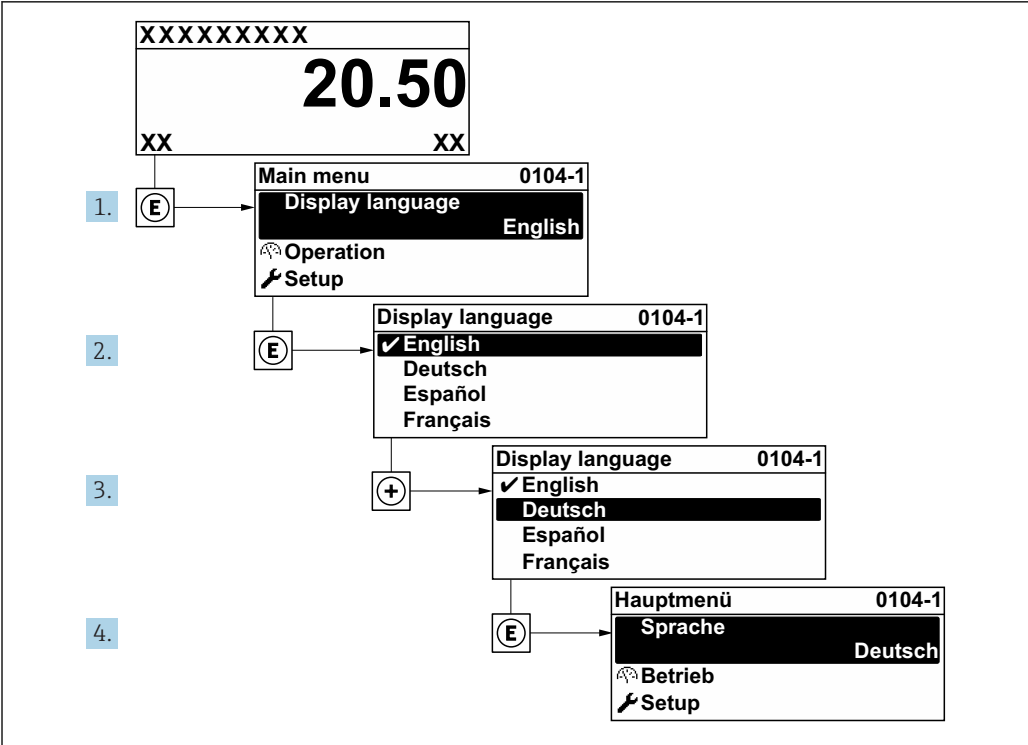 XXXXXXXXX
20.50
XX XX
1. E
Main menu 0104-1
Display language
English
Operation
Setup
2. E
Display language 0104-1
✔English
Deutsch
Español
Français
3. +
Display language 0104-1
✔English
Deutsch
Español
Français
4. E
Hauptmenü 0104-1
Sprache
Deutsch
Betrieb
Setup